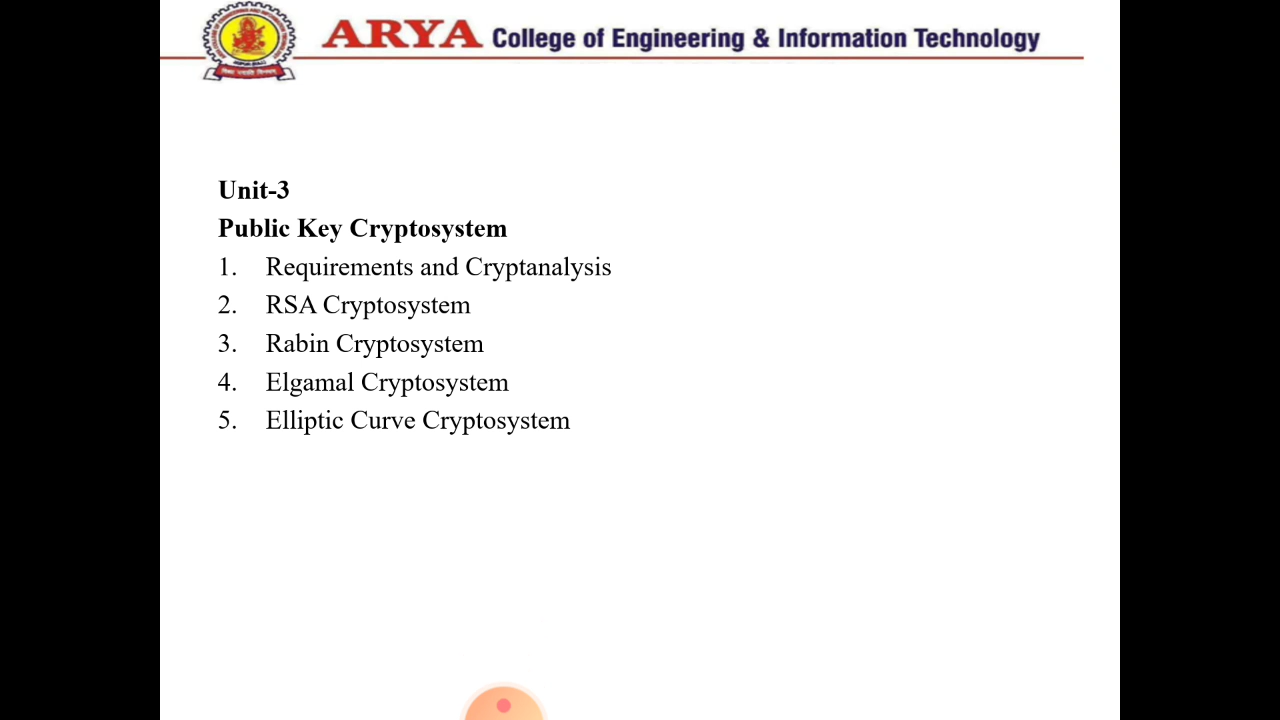 ARYA College of Engineering & Information Technology
Unit-3
Public Key Cryptosystem
1. Requirements and Cryptanalysis
2. RSA Cryptosystem
3. Rabin Cryptosystem
4. Elgamal Cryptosystem
5. Elliptic Curve Cryptosystem